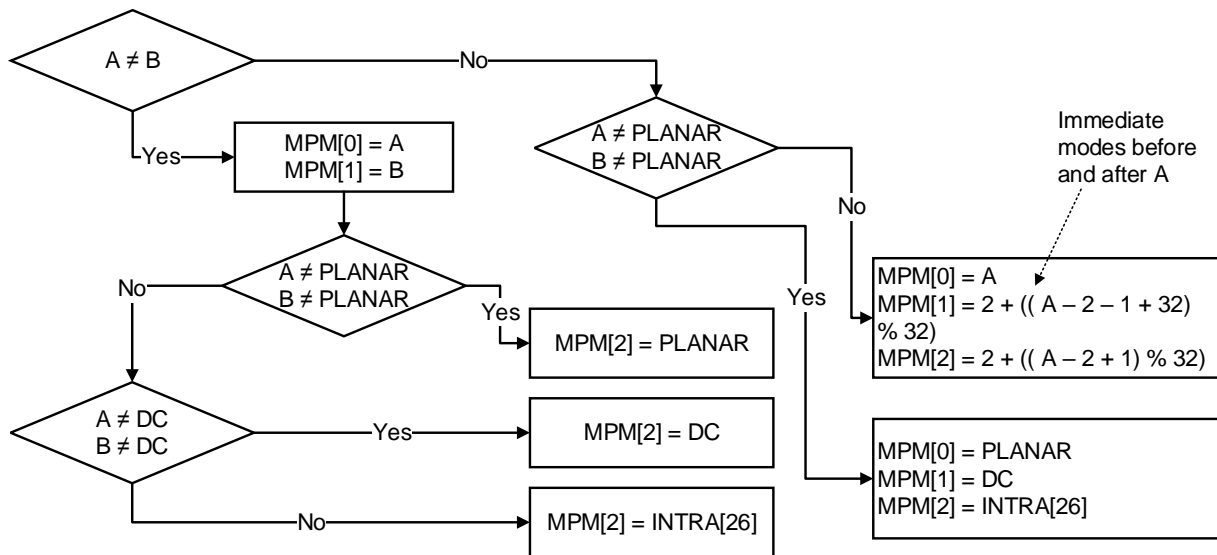 A ≠ B
No
Yes
MPM[0] = A
MPM[1] = B
A ≠ PLANAR
B ≠ PLANAR
Immediate
modes before
and after A
No
Yes
A ≠ PLANAR
B ≠ PLANAR
No
Yes
MPM[2] = PLANAR
MPM[0] = A
MPM[1] = 2 + (( A – 2 – 1 + 32)
% 32)
MPM[2] = 2 + (( A – 2 + 1) % 32)
A ≠ DC
B ≠ DC
Yes
MPM[2] = DC
No
MPM[2] = INTRA[26]
MPM[0] = PLANAR
MPM[1] = DC
MPM[2] = INTRA[26]